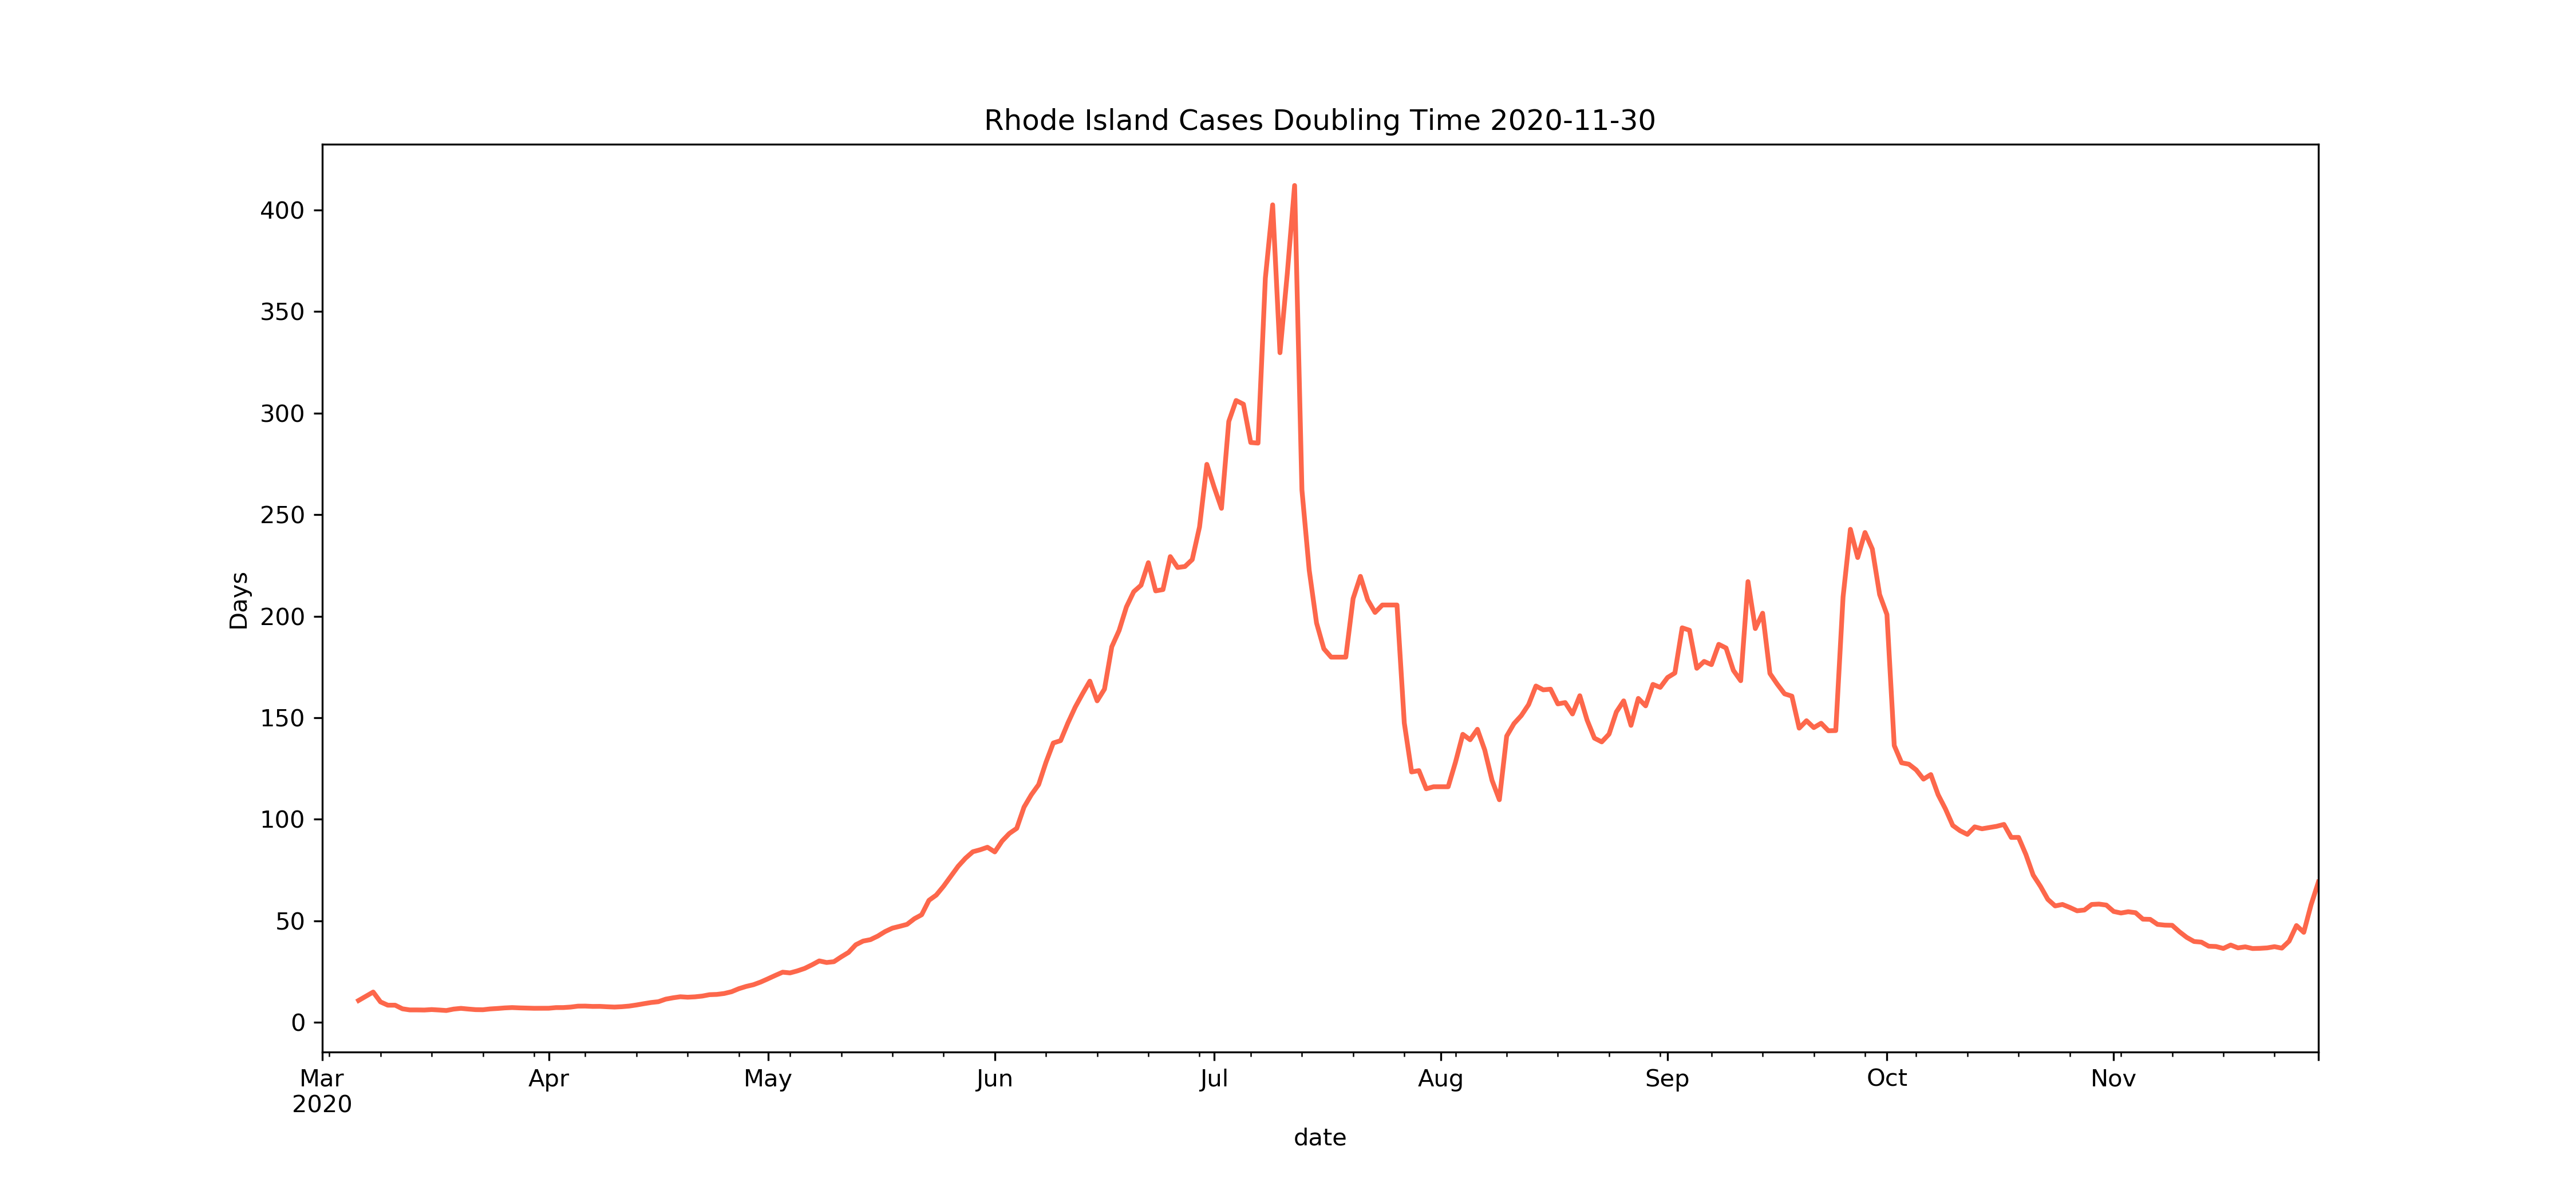 Rhode Island Cases Doubling Time 2020-11-30
400
350
300
250
200
150
100
50
0
Days
Mar Apr May Jun Jul Aug Sep Oct Nov
2020
date